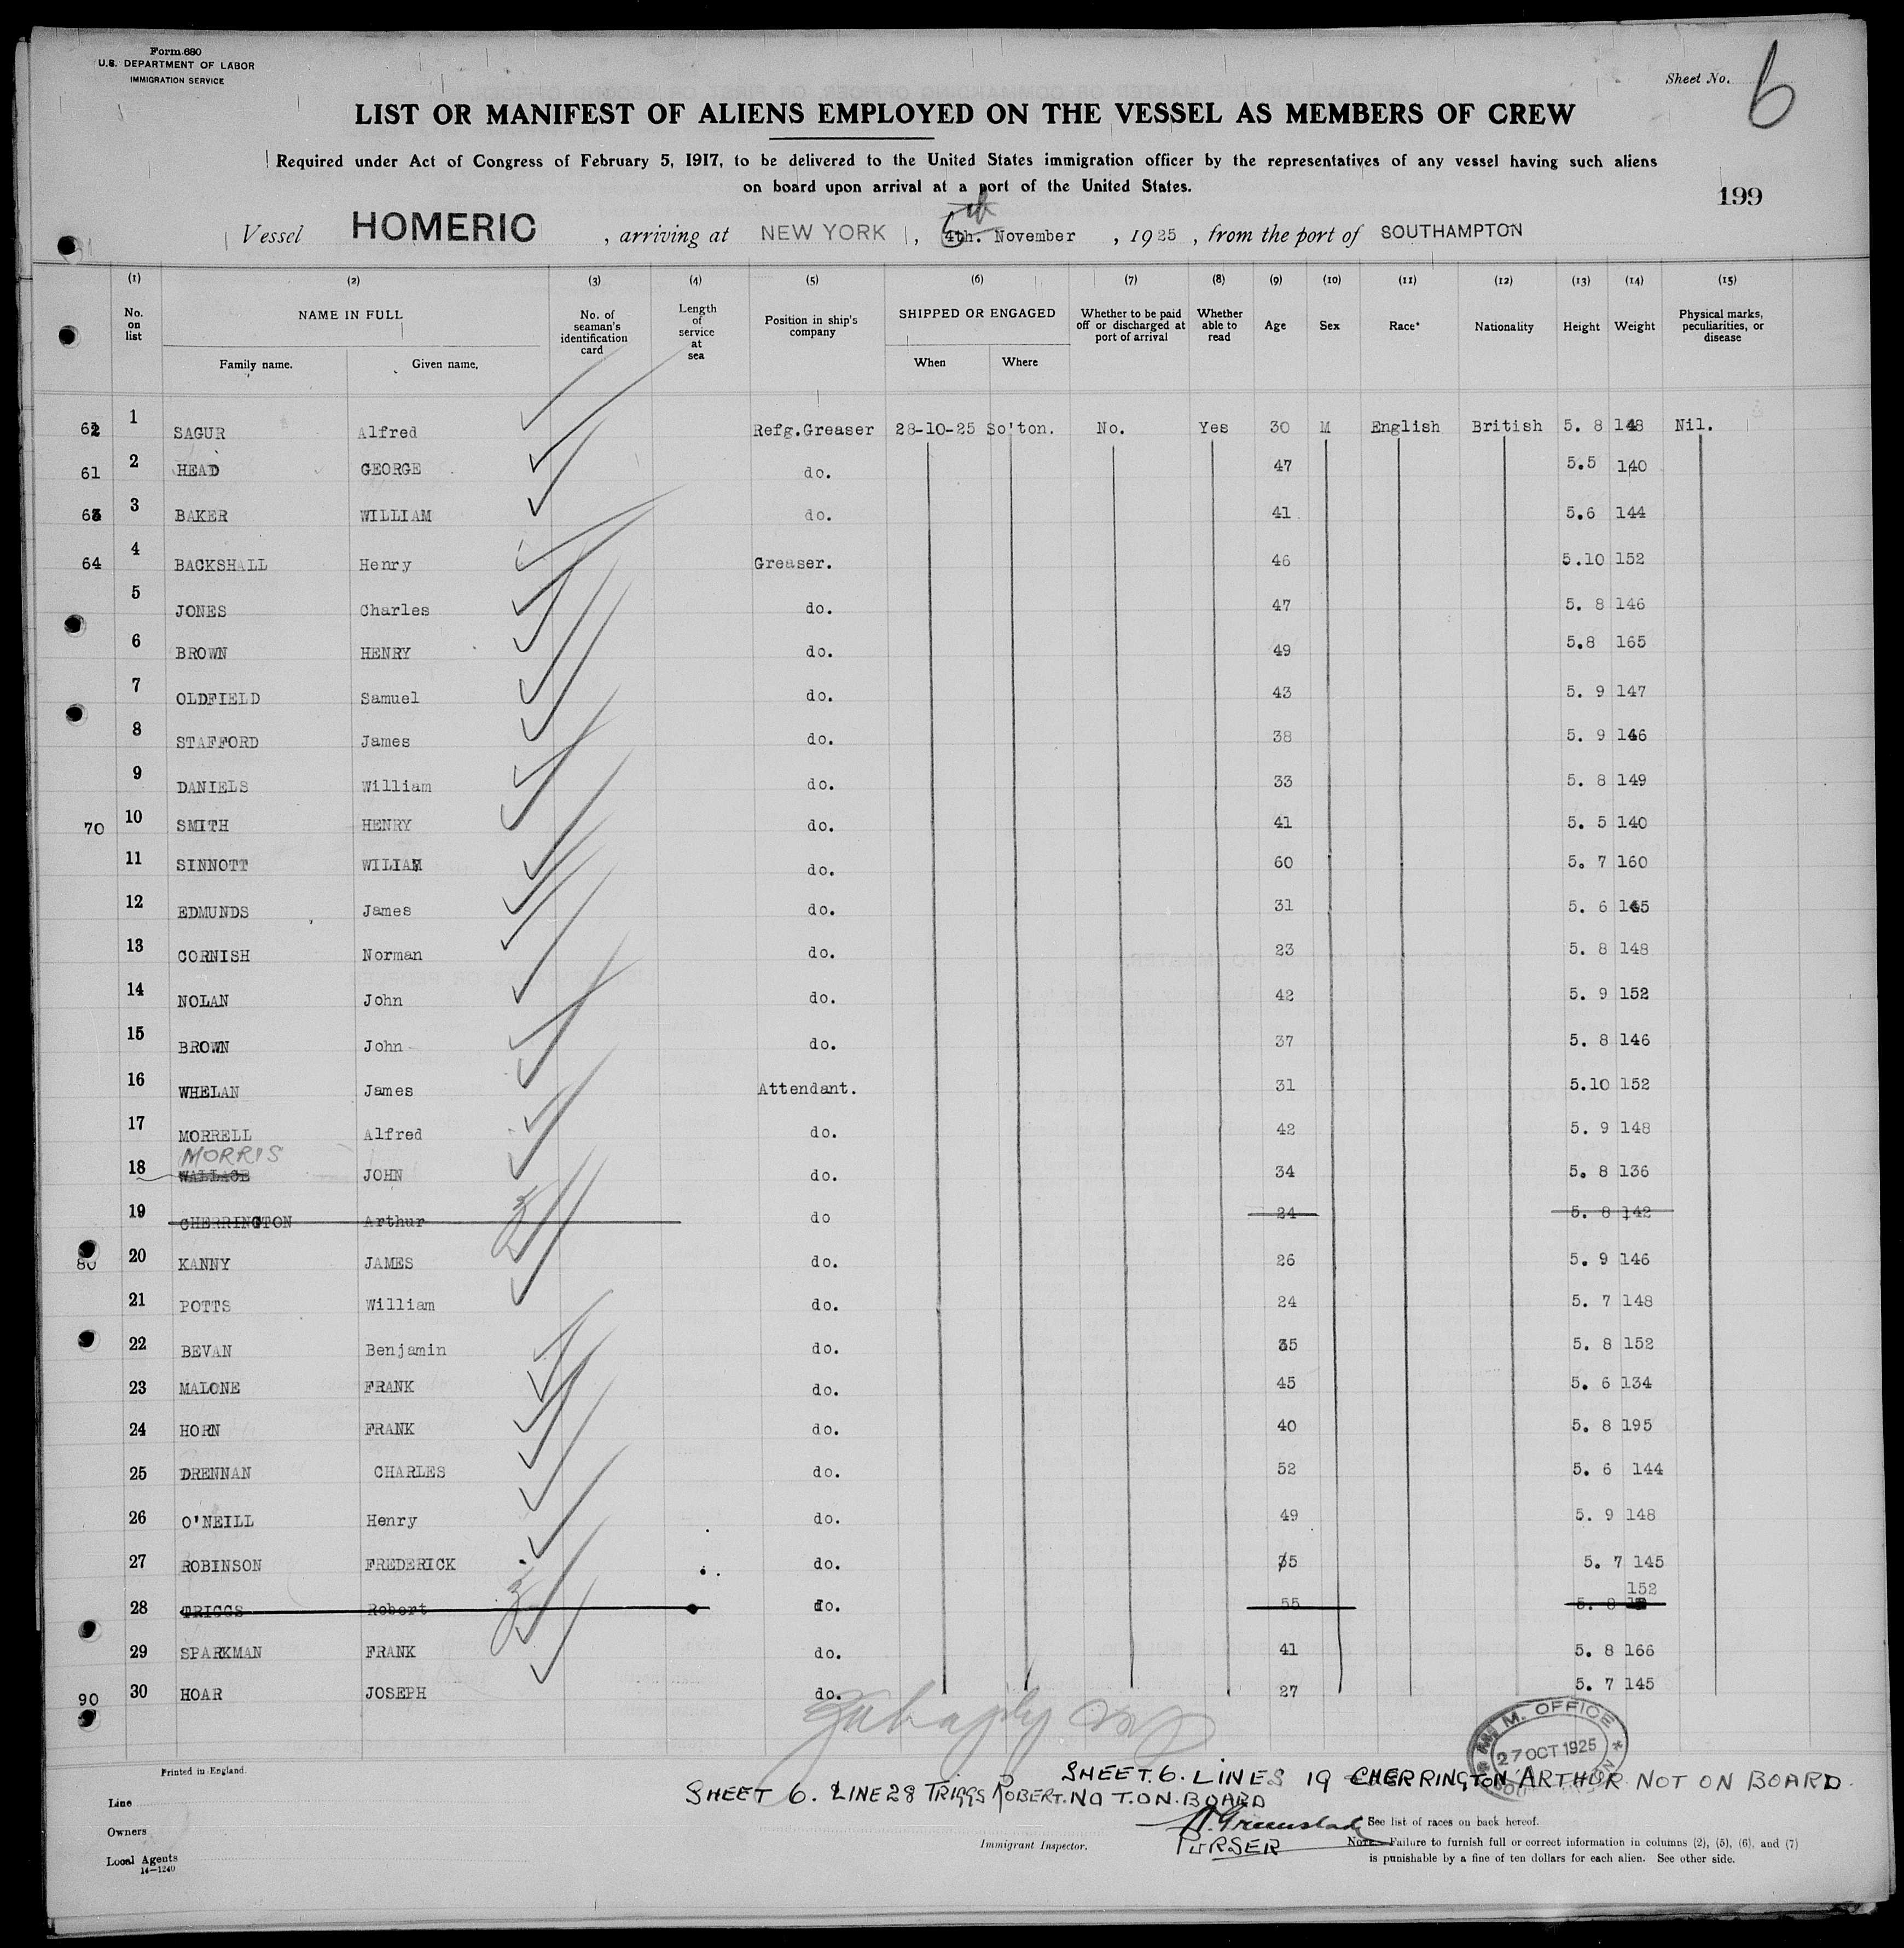 Form 680
U.S. DEPARTMENT OF LABOR
IMMIGRATION SERVICE
Sheet No. 6
LIST OR MANIFEST OF ALIENS EMPLOYED ON THE VESSEL AS MEMBERS OF CREW
Required under Act of Congress of February 5, 1917, to be delivered to the United States immigration officer by the representatives of any vessel having such aliens
on board upon arrival at a port of the United States.
199
Vessel HOMERIC, arriving at NEW YORK, 4th. 6th November, 1925, from the port of SOUTHAMPTON
(1) (2) (3) (4) (5) (6) (7) (8) (9) (10) (11) (12) (13) (14) (15)
No. on list NAME IN FULL No. of seaman's identification card Length of service at sea Position in ship's company SHIPPED OR ENGAGED Whether to be paid off or discharged at port of arrival Whether able to read Age Sex Race* Nationality Height Weight Physical marks, peculiarities, or disease
Family name. Given name. When Where
62 1 SAGUR Alfred Refg.Greaser 28-10-25 So'ton. No. Yes 30 M English British 5. 8 148 Nil.
61 2 HEAD GEORGE do. 47 5.5 140
63 3 BAKER WILLIAM do. 41 5.6 144
64 4 BACKSHALL Henry Greaser. 46 5.10 152
5 JONES Charles do. 47 5. 8 146
6 BROWN HENRY do. 49 5.8 165
7 OLDFIELD Samuel do. 43 5. 9 147
8 STAFFORD James do. 38 5. 9 146
9 DANIELS William do. 33 5. 8 149
70 10 SMITH HENRY do. 41 5. 5 140
11 SINNOTT WILIAM do. 60 5. 7 160
12 EDMUNDS James do. 31 5. 6 165
13 CORNISH Norman do. 23 5. 8 148
14 NOLAN John do. 42 5. 9 152
15 BROWN John do. 37 5. 8 146
16 WHELAN James Attendant. 31 5.10 152
17 MORRELL Alfred do. 42 5. 9 148
MORRIS
18 WALLACE JOHN do. 34 5. 8 136
19 CHERRINGTON Arthur do 24 5. 8 142
80 20 KANNY JAMES do. 26 5. 9 146
21 POTTS William do. 24 5. 7 148
22 BEVAN Benjamin do. 35 5. 8 152
23 MALONE FRANK do. 45 5. 6 134
24 HORN FRANK do. 40 5. 8 195
25 DRENNAN CHARLES do. 52 5. 6 144
26 O'NEILL Henry do. 49 5. 9 148
27 ROBINSON FREDERICK do. 35 5. 7 145
152
28 TRIGGS Robert do. 55 5. 8
29 SPARKMAN FRANK do. 41 5. 8 166
90 30 HOAR JOSEPH do. 27 5. 7 145
M. M. OFFICE
27 OCT 1925
Printed in England.
SHEET. 6. LINES 19 CHERRINGTON ARTHUR NOT ON BOARD.
SHEET 6. LINE 28 TRIGGS ROBERT. NOT. ON. BOARD
Line
Owners
Local Agents
14—1240
Immigrant Inspector.
PURSER
See list of races on back hereof.
NOTE.—Failure to furnish full or correct information in columns (2), (5), (6), and (7)
is punishable by a fine of ten dollars for each alien. See other side.